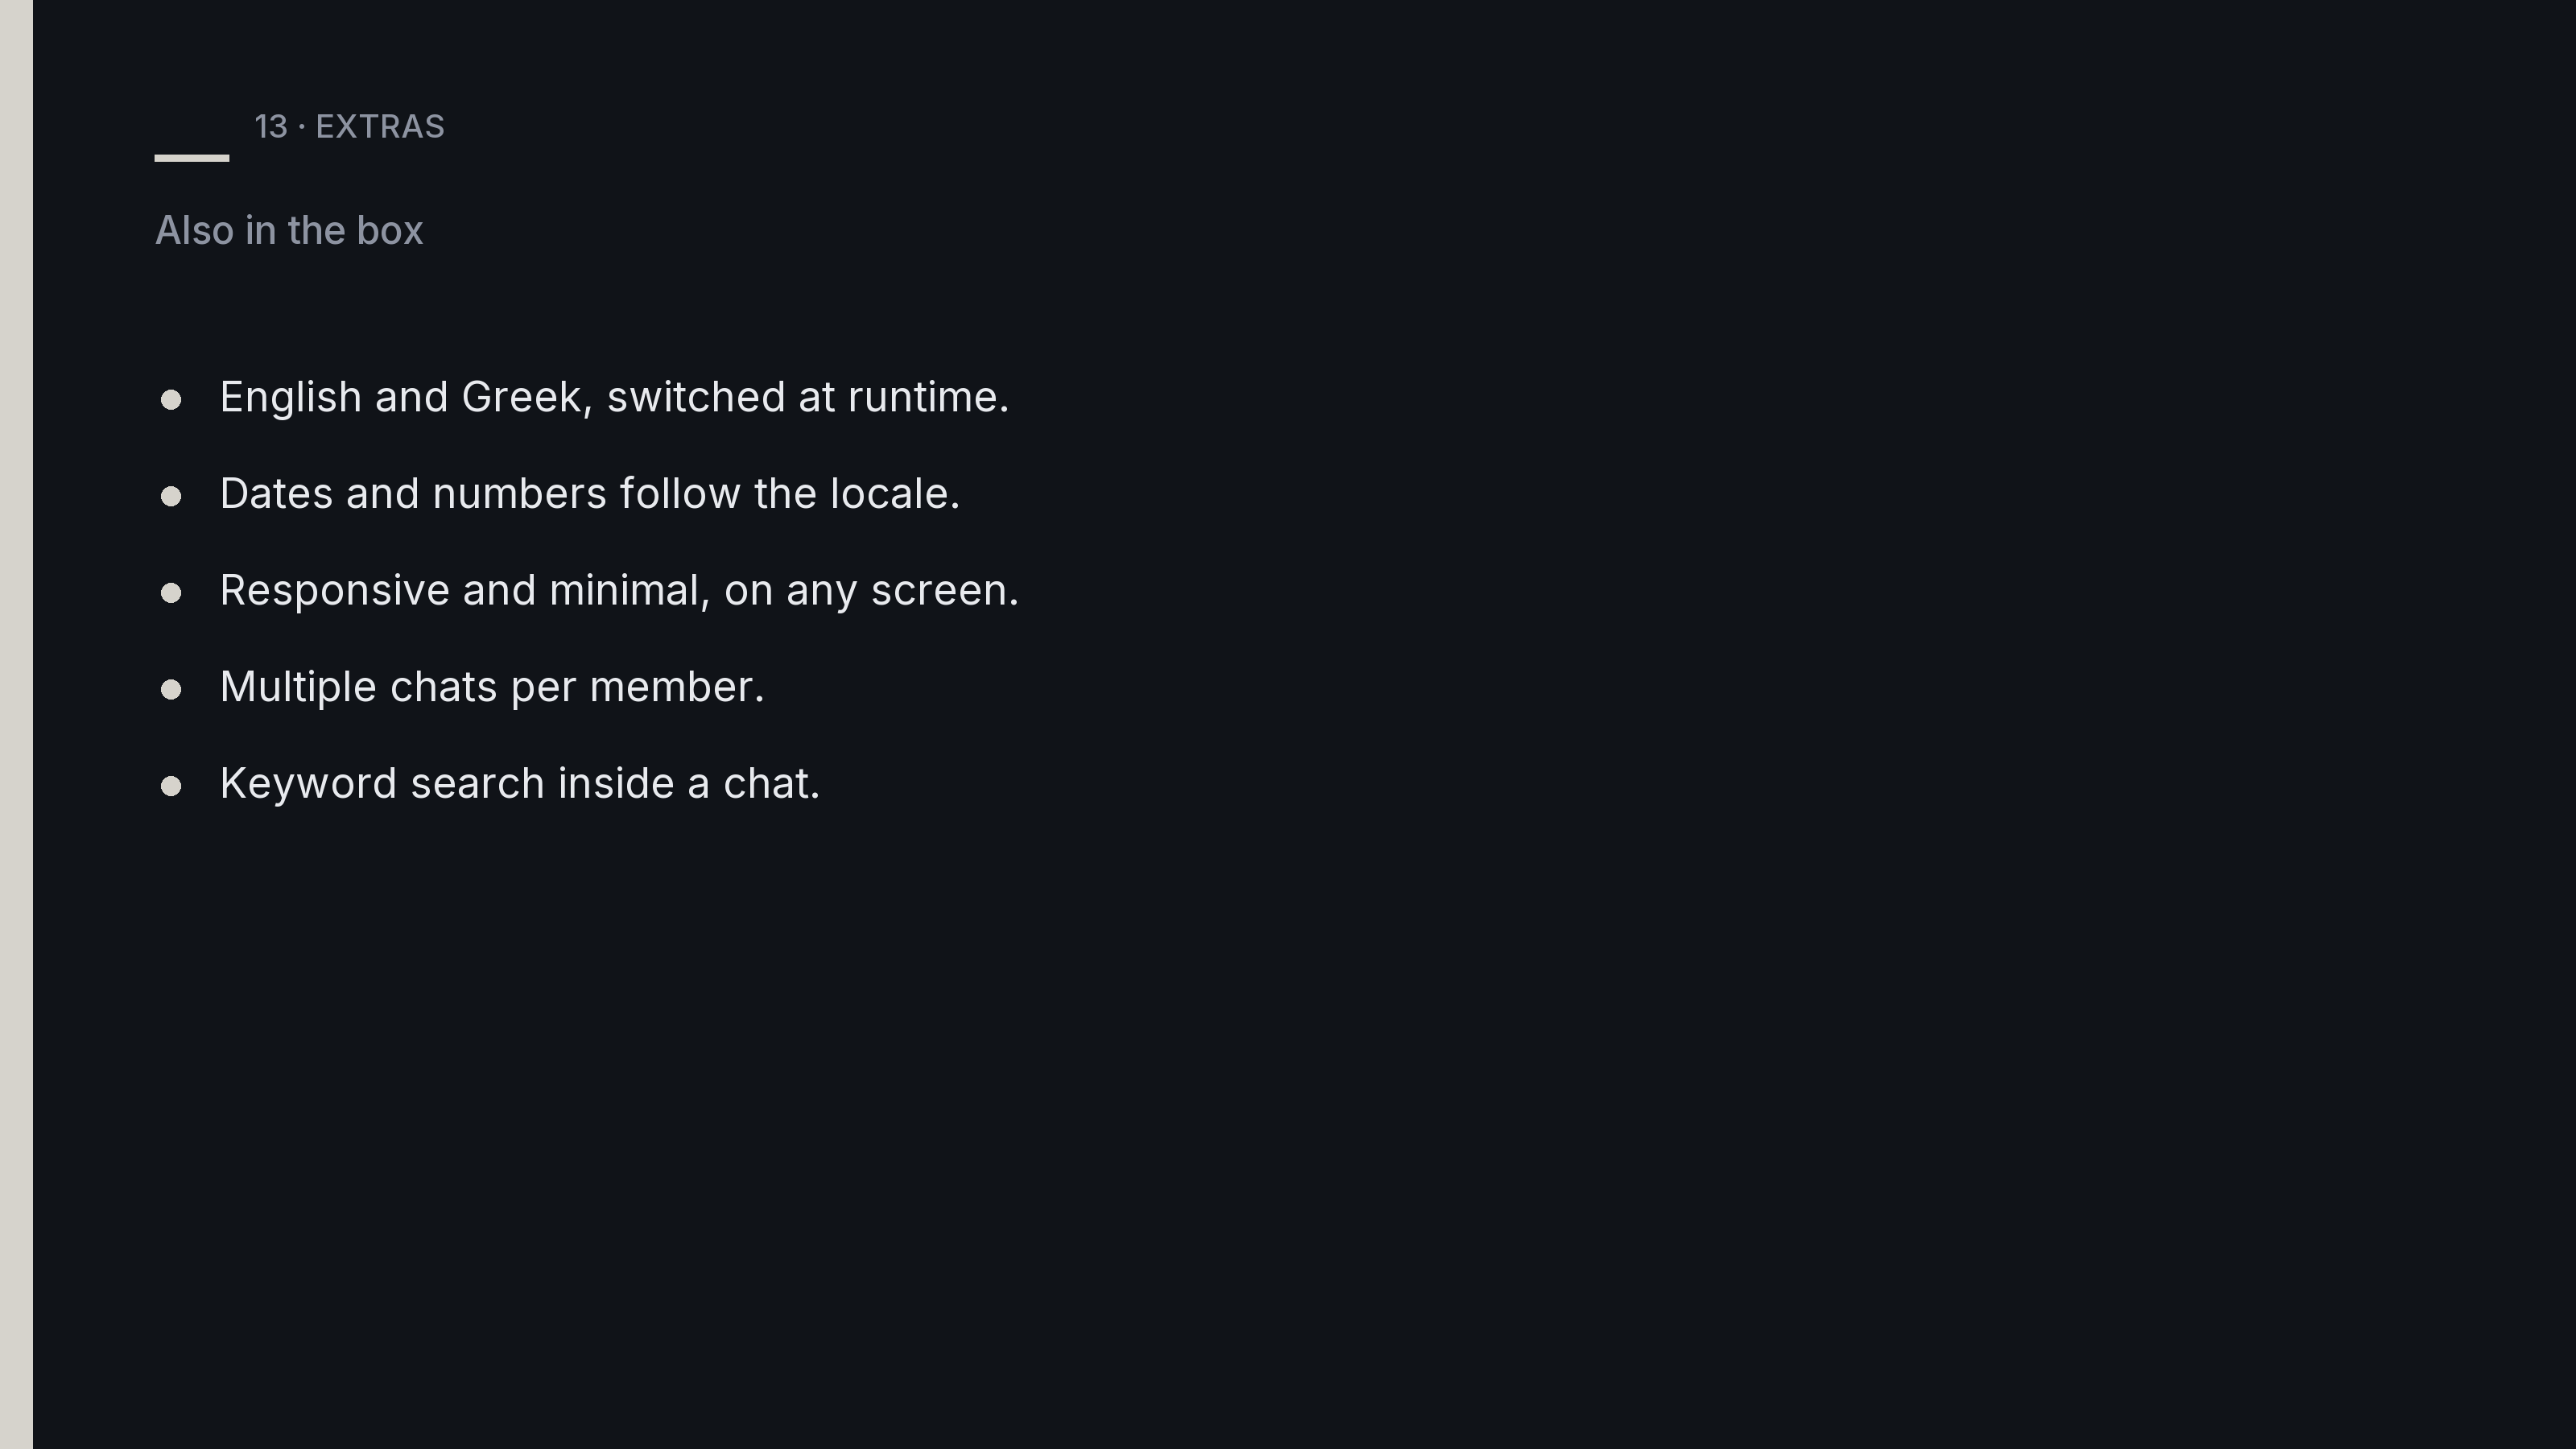 13 · EXTRAS
Also in the box
English and Greek, switched at runtime.
Dates and numbers follow the locale.
Responsive and minimal, on any screen.
Multiple chats per member.
Keyword search inside a chat.